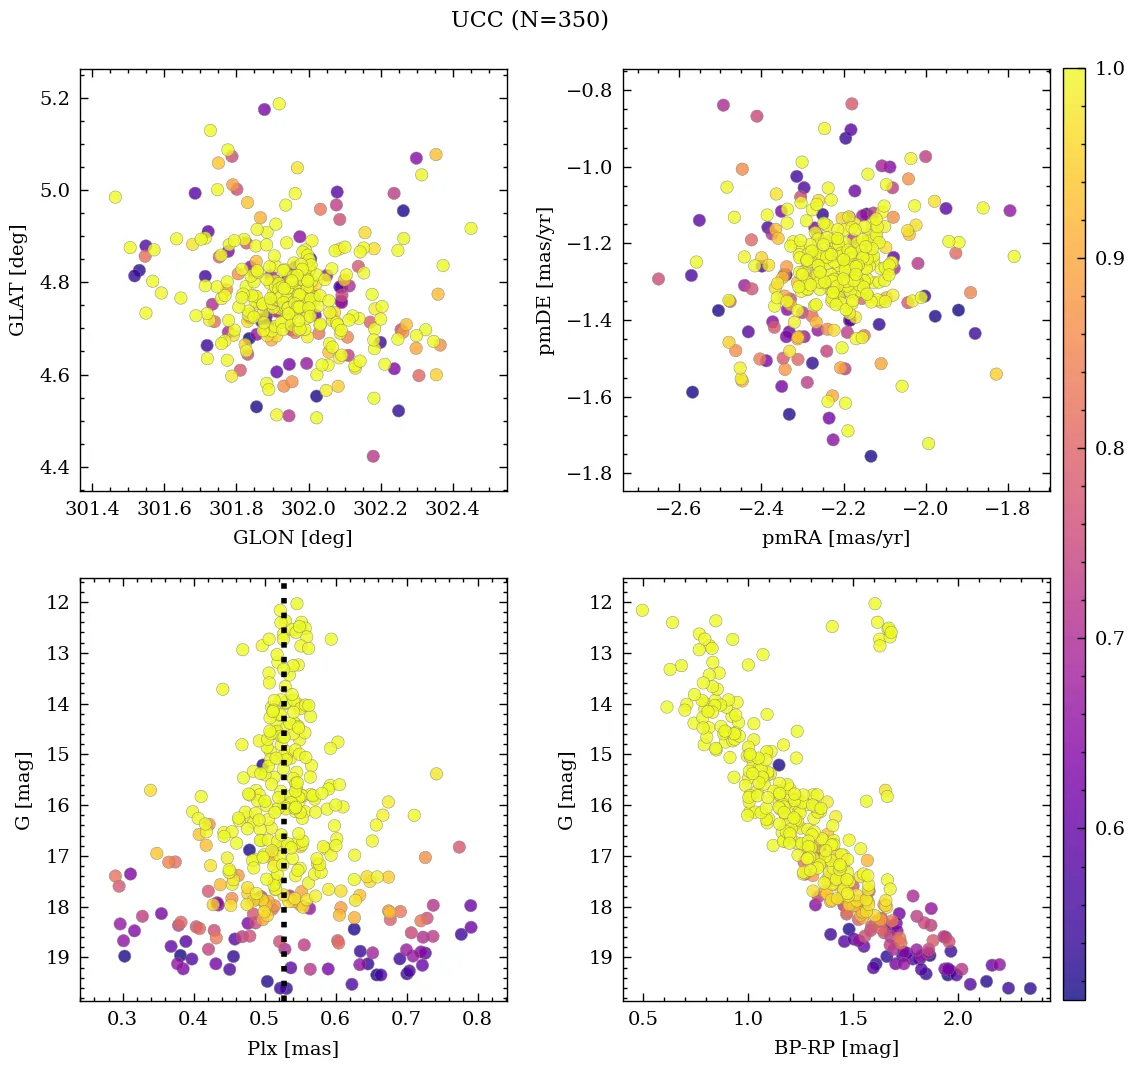 UCC (N=350)
5.2
5.0
4.8
4.6
4.4
GLAT [deg]
301.4 301.6 301.8 302.0 302.2 302.4
GLON [deg]
−0.8
−1.0
−1.2
−1.4
−1.6
−1.8
pmDE [mas/yr]
−2.6 −2.4 −2.2 −2.0 −1.8
pmRA [mas/yr]
12
13
14
15
16
17
18
19
G [mag]
0.3 0.4 0.5 0.6 0.7 0.8
Plx [mas]
12
13
14
15
16
17
18
19
G [mag]
0.5 1.0 1.5 2.0
BP-RP [mag]
1.0
0.9
0.8
0.7
0.6